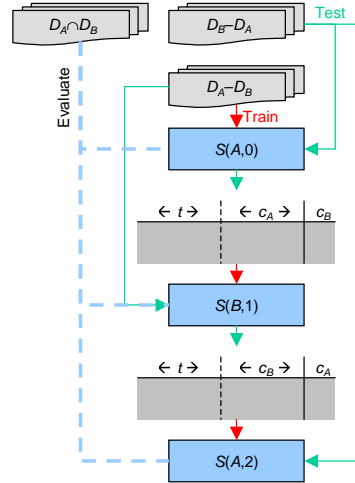 D_A∩D_B
D_B–D_A
Test
D_A–D_B
Evaluate
Train
S(A,0)
← t → ← c_A → c_B
S(B,1)
← t → ← c_B → c_A
S(A,2)